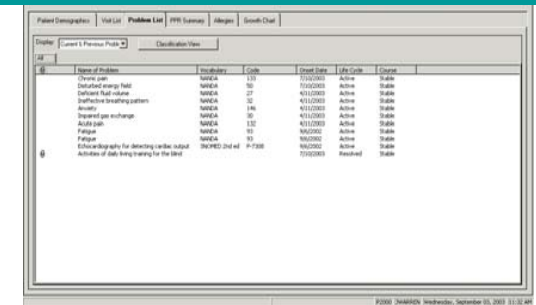 Patient Demographics Visit List Problem List PPR Summary Allergies Growth Chart
Display: Current & Previous Proble Classification View
All
Name of Problem Vocabulary Code Onset Date Life Cycle Course
Chronic pain NANDA 133 7/10/2003 Active Stable
Disturbed energy field NANDA 50 7/10/2003 Active Stable
Deficient fluid volume NANDA 27 4/11/2003 Active Stable
Ineffective breathing pattern NANDA 32 4/11/2003 Active Stable
Anxiety NANDA 146 4/11/2003 Active Stable
Impaired gas exchange NANDA 30 4/11/2003 Active Stable
Acute pain NANDA 132 4/11/2003 Active Stable
Fatigue NANDA 93 9/6/2002 Active Stable
Fatigue NANDA 93 9/6/2002 Active Stable
Echocardiography for detecting cardiac output SNOMED 2nd ed P-7100 9/6/2002 Active Stable
Activities of daily living training for the blind 7/10/2003 Resolved Stable
P2000 JWARREN Wednesday, September 03, 2003 11:32 AM